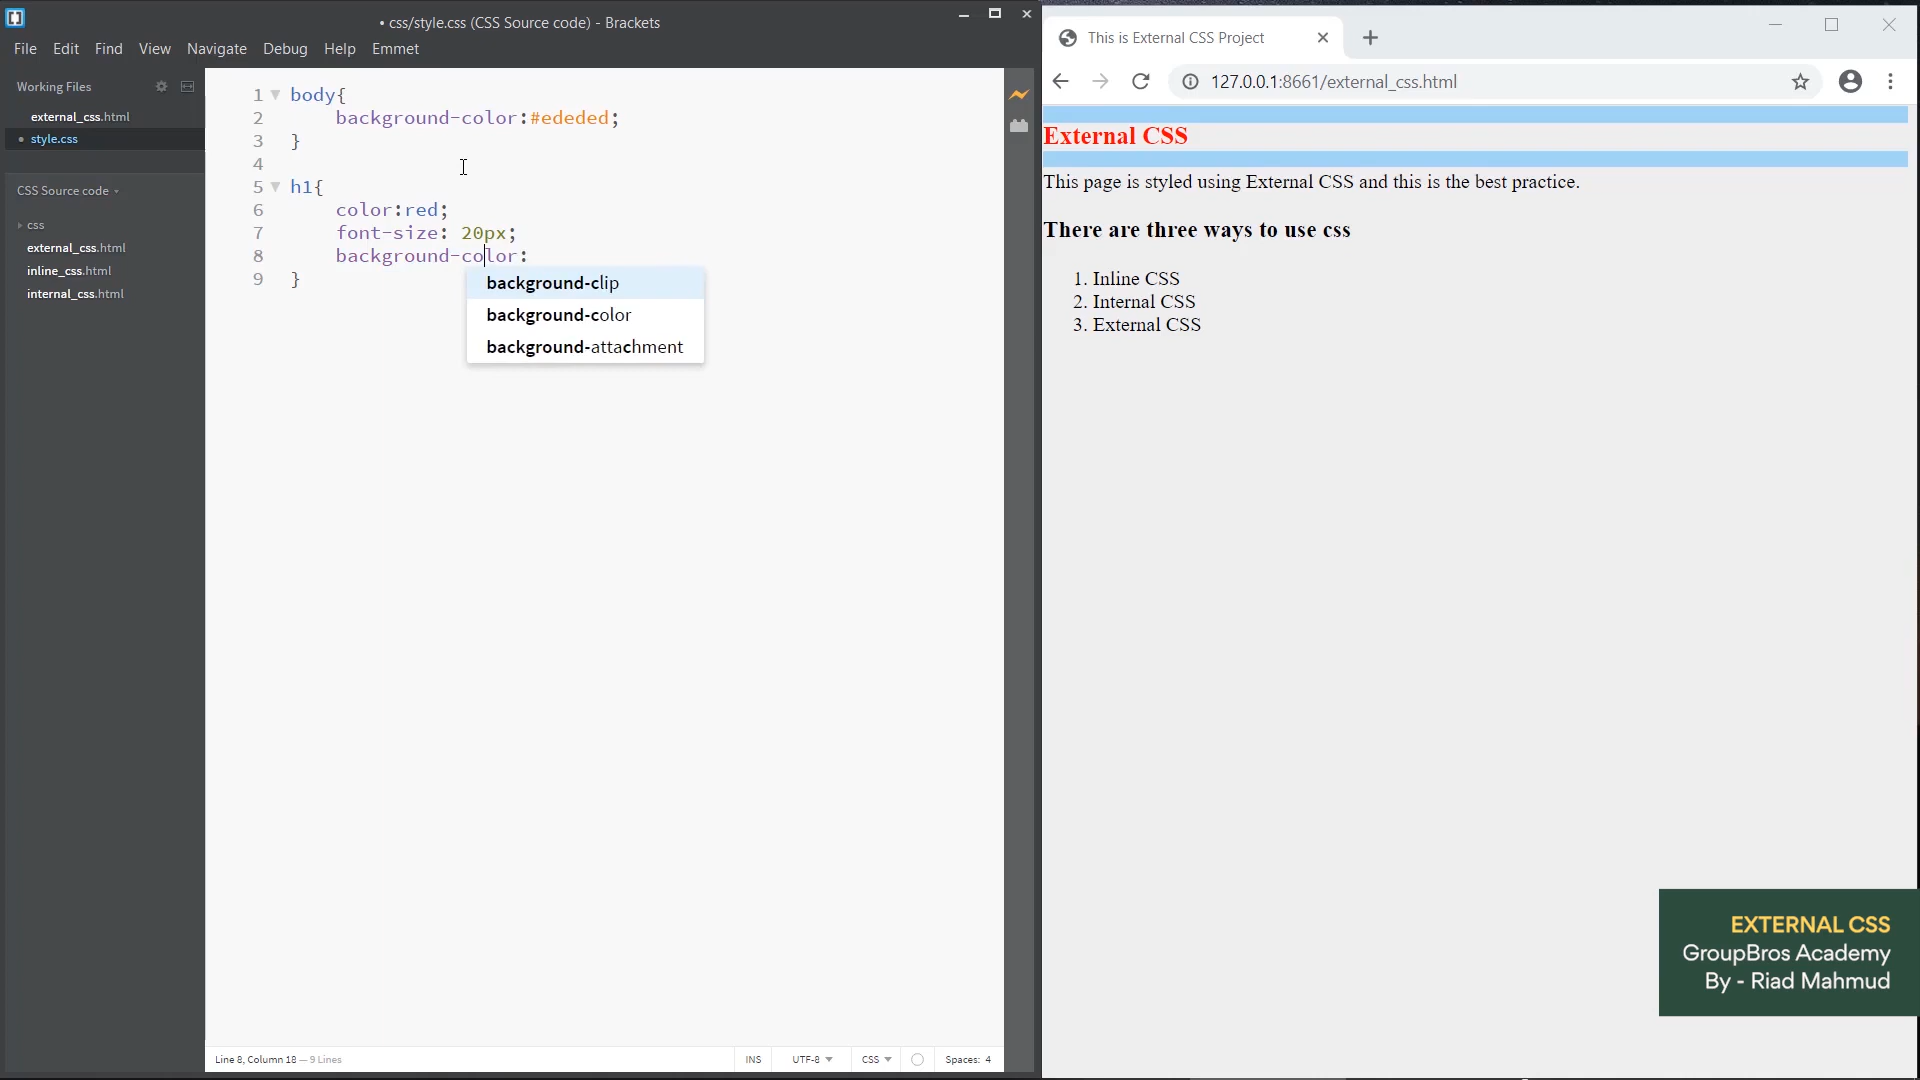 • css/style.css (CSS Source code) - Brackets
File Edit Find View Navigate Debug Help Emmet
Working Files
external_css.html
• style.css
CSS Source code
css
external_css.html
inline_css.html
internal_css.html
1 body{
2 background-color:#ededed;
3 }
4
5 h1{
6 color:red;
7 font-size: 20px;
8 background-color:
9 }
background-clip
background-color
background-attachment
Line 8, Column 18 — 9 Lines
INS UTF-8 CSS Spaces: 4
This is External CSS Project
127.0.0.1:8661/external_css.html
External CSS
This page is styled using External CSS and this is the best practice.
There are three ways to use css
1. Inline CSS
2. Internal CSS
3. External CSS
EXTERNAL CSS
GroupBros Academy
By - Riad Mahmud